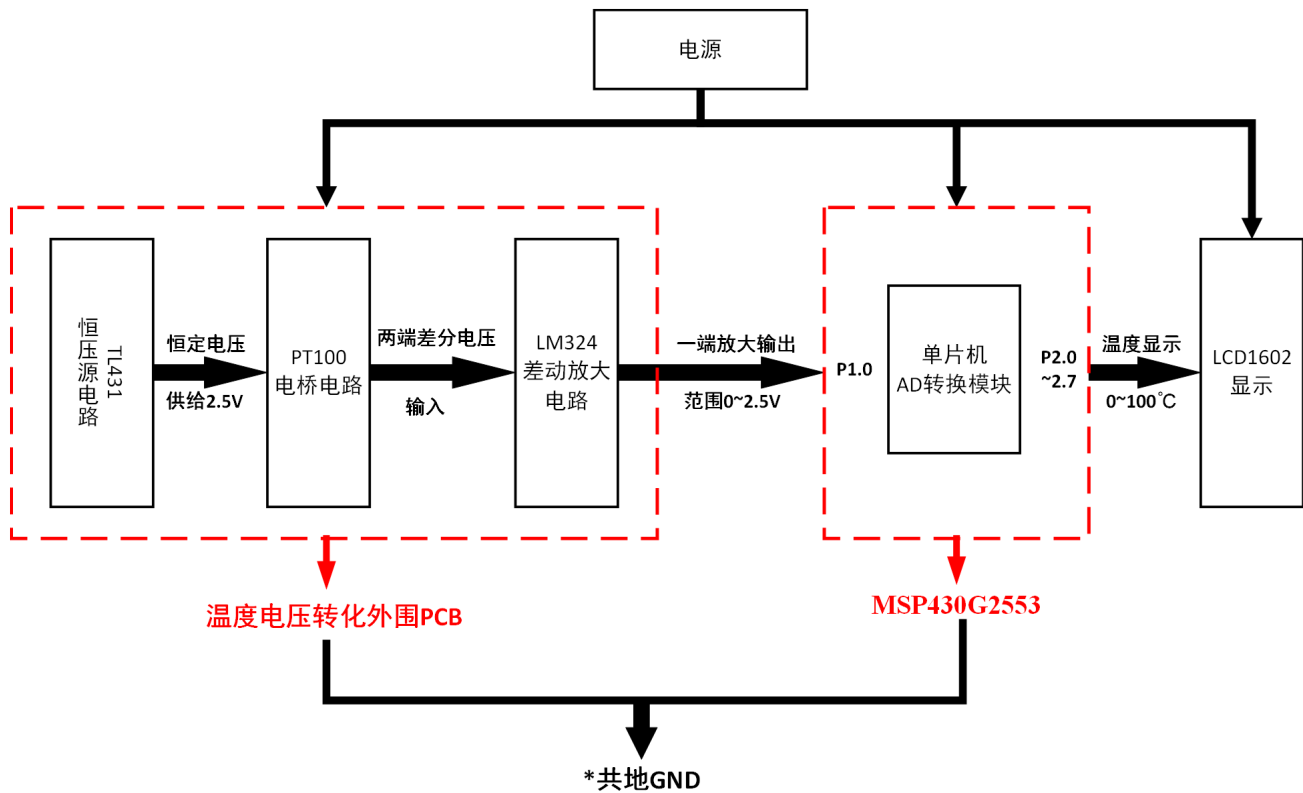 电源
恒压源电路
TL431
恒定电压
供给2.5V
PT100
电桥电路
两端差分电压
输入
LM324
差动放大
电路
一端放大输出
范围0~2.5V
P1.0
单片机
AD转换模块
P2.0
~2.7
温度显示
0~100℃
LCD1602
显示
温度电压转化外围PCB
MSP430G2553
*共地GND